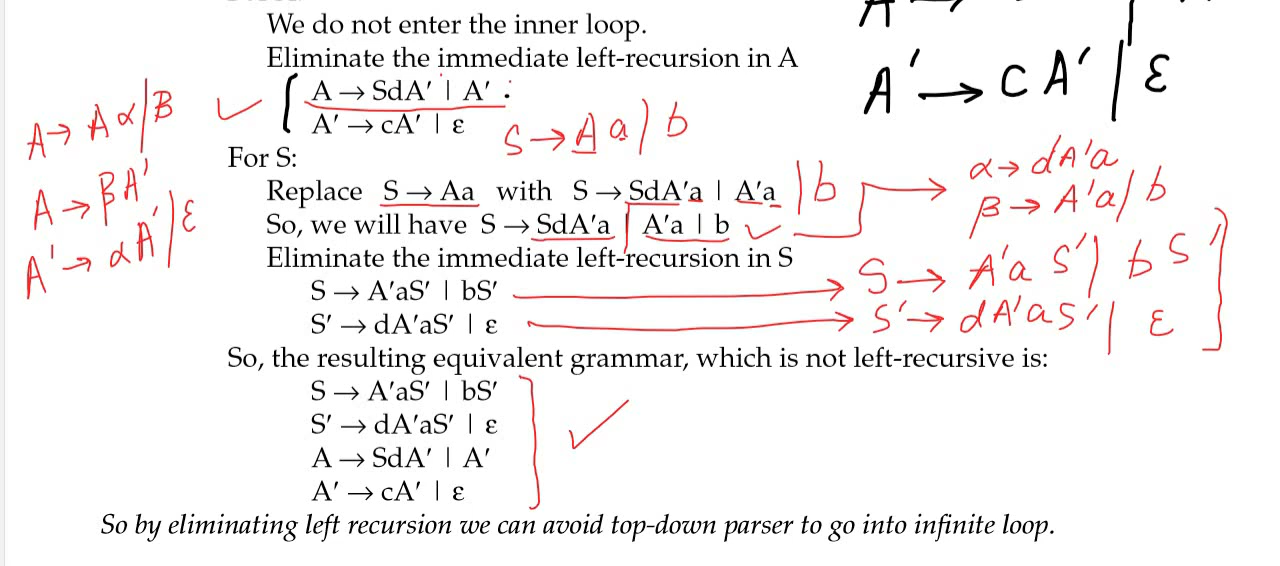 We do not enter the inner loop.
Eliminate the immediate left-recursion in A
A → SdA′ | A′
A′ → cA′ | ε
A′ → CA′ | ε
A → Aα | B
A → βA′
A′ → αA′ | ε
S → Aa | b
For S:
Replace S → Aa with S → SdA′a | A′a | b
So, we will have S → SdA′a | A′a | b
α → dA′a
β → A′a | b
Eliminate the immediate left-recursion in S
S → A′aS′ | bS′
S → A′a S′ | b S′
S′ → dA′aS′ | ε
S′ → dA′aS′ | ε
So, the resulting equivalent grammar, which is not left-recursive is:
S → A′aS′ | bS′
S′ → dA′aS′ | ε
A → SdA′ | A′
A′ → cA′ | ε
So by eliminating left recursion we can avoid top-down parser to go into infinite loop.